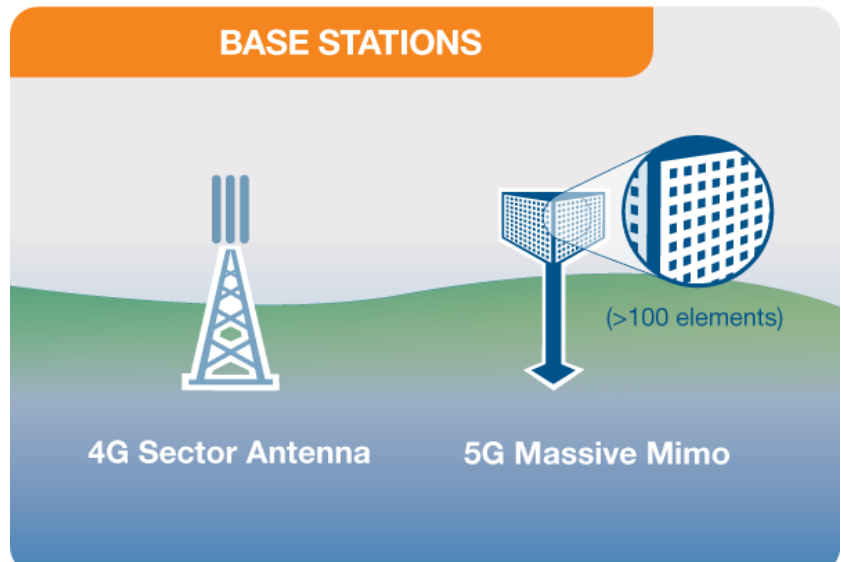 BASE STATIONS
(>100 elements)
4G Sector Antenna
5G Massive Mimo